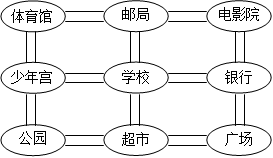 体育馆 邮局 电影院
少年宫 学校 银行
公园 超市 广场